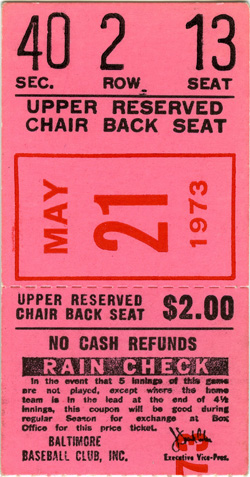 40 2 13
SEC. ROW SEAT
UPPER RESERVED
CHAIR BACK SEAT
MAY 21 1973
UPPER RESERVED
CHAIR BACK SEAT $2.00
NO CASH REFUNDS
RAIN CHECK
In the event that 5 innings of this game
are not played, except where the home
team is in the lead at the end of 4½
innings, this coupon will be good during
regular Season for exchange at Box
Office for this price ticket.
BALTIMORE
BASEBALL CLUB, INC.
Executive Vice-Pres.